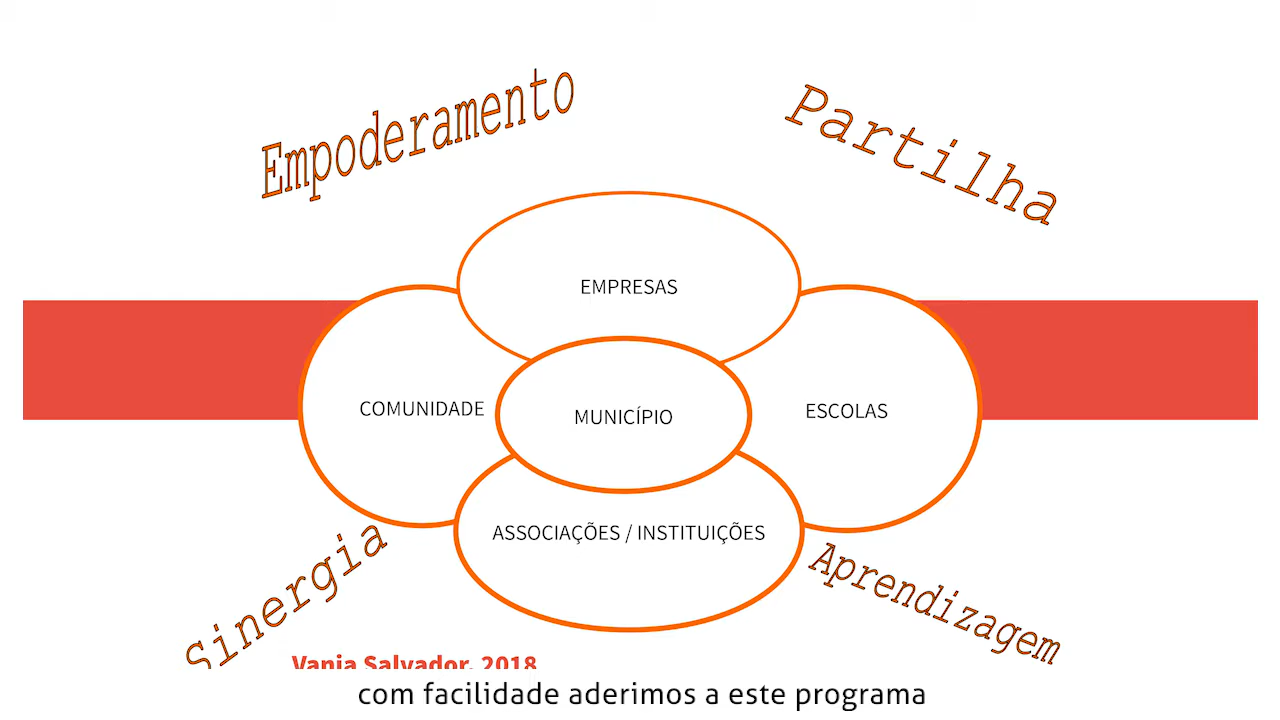 Empoderamento
Partilha
EMPRESAS
COMUNIDADE
MUNICÍPIO
ESCOLAS
ASSOCIAÇÕES / INSTITUIÇÕES
Sinergia
Aprendizagem
Vania Salvador, 2018
com facilidade aderimos a este programa